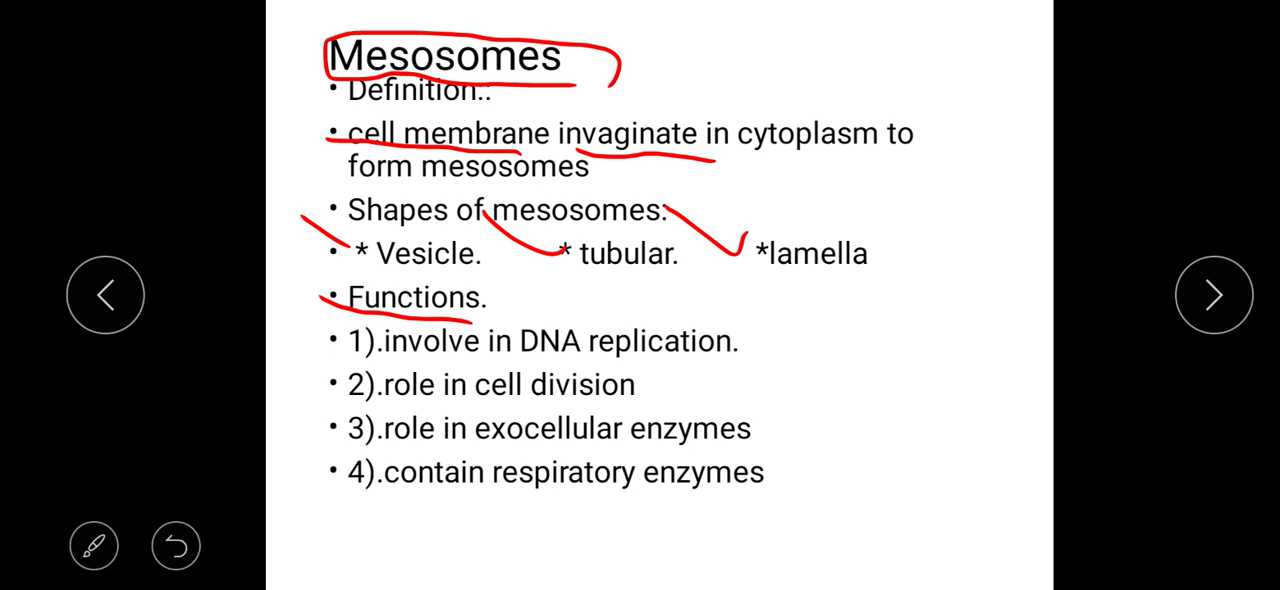 Mesosomes
• Definition::
• cell membrane invaginate in cytoplasm to
form mesosomes
• Shapes of mesosomes:
• * Vesicle. * tubular. *lamella
• Functions.
• 1).involve in DNA replication.
• 2).role in cell division
• 3).role in exocellular enzymes
• 4).contain respiratory enzymes